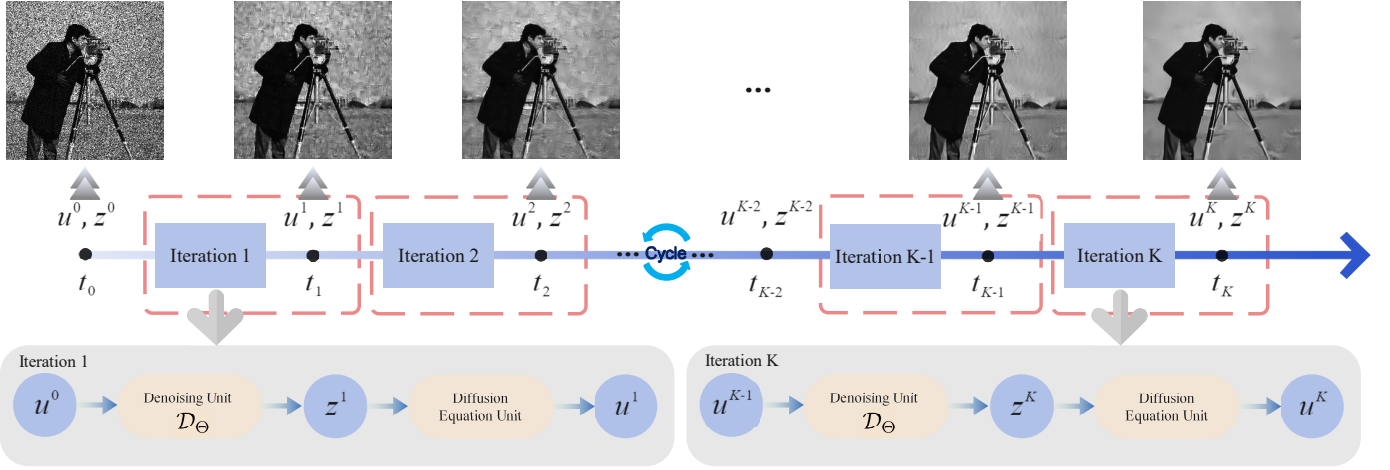 ...
u^0, z^0
u^1, z^1
u^2, z^2
u^{K-2}, z^{K-2}
u^{K-1}, z^{K-1}
u^K, z^K
Iteration 1
Iteration 2
... Cycle ...
Iteration K-1
Iteration K
t_0
t_1
t_2
t_{K-2}
t_{K-1}
t_K
Iteration 1
u^0
Denoising Unit
𝒟_Θ
z^1
Diffusion
Equation Unit
u^1
Iteration K
u^{K-1}
Denoising Unit
𝒟_Θ
z^K
Diffusion
Equation Unit
u^K